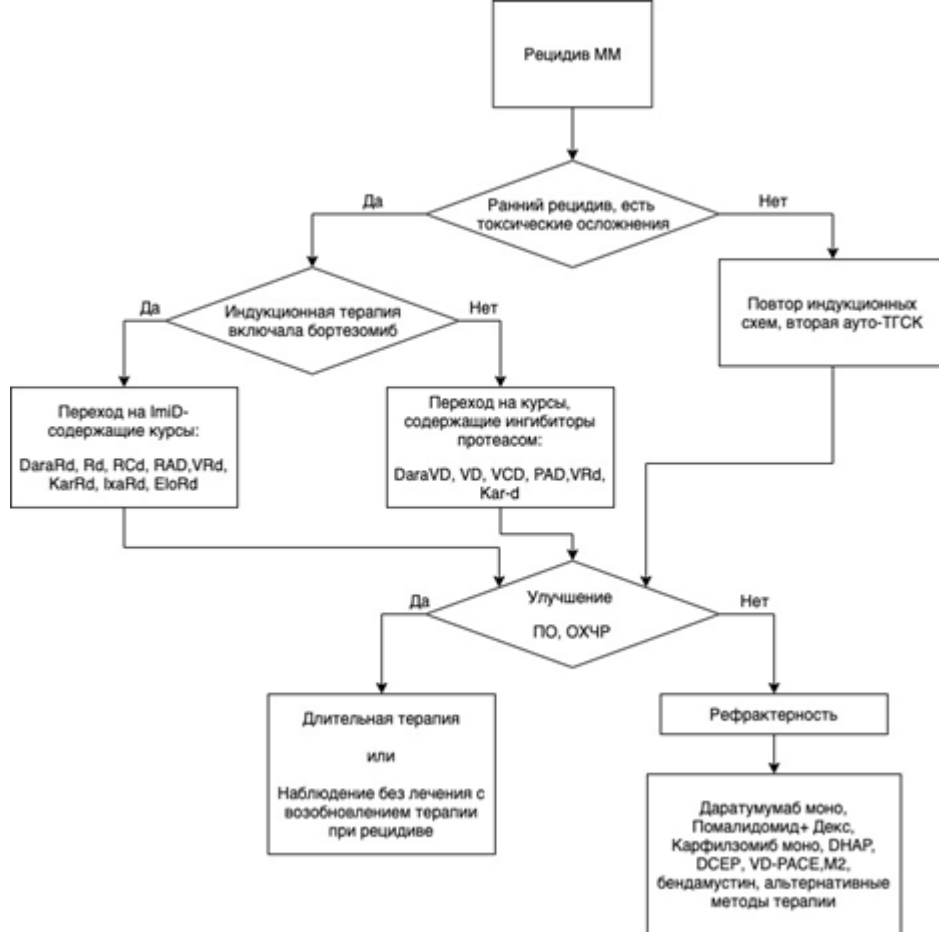 Рецидив ММ
Да
Ранний рецидив, есть
токсические осложнения
Нет
Да
Индукционная терапия
включала бортезомиб
Нет
Повтор индукционных
схем, вторая ауто-ТГСК
Переход на ImiD-
содержащие курсы:
DaraRd, Rd, RCd, RAD,VRd,
KarRd, IxaRd, EloRd
Переход на курсы,
содержащие ингибиторы
протеасом:
DaraVD, VD, VCD, PAD,VRd,
Kar-d
Да
Улучшение
ПО, ОХЧР
Нет
Длительная терапия
или
Наблюдение без лечения с
возобновлением терапии
при рецидиве
Рефрактерность
Даратумумаб моно,
Помалидомид+ Декс,
Карфилзомиб моно, DHAP,
DCEP, VD-PACE,M2,
бендамустин, альтернативные
методы терапии